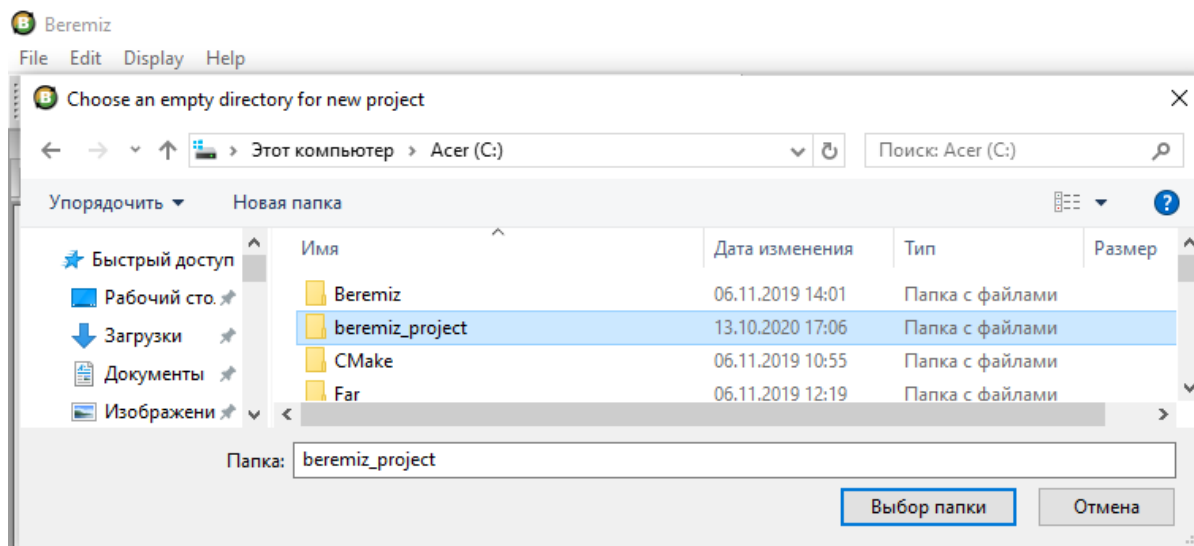 Beremiz
File Edit Display Help
Choose an empty directory for new project
Этот компьютер > Acer (C:)
Поиск: Acer (C:)
Упорядочить Новая папка
Имя Дата изменения Тип Размер
Быстрый доступ
Рабочий сто.
Загрузки
Документы
Изображени
Beremiz 06.11.2019 14:01 Папка с файлами
beremiz_project 13.10.2020 17:06 Папка с файлами
CMake 06.11.2019 10:55 Папка с файлами
Far 06.11.2019 12:19 Папка с файлами
Папка: beremiz_project
Выбор папки Отмена